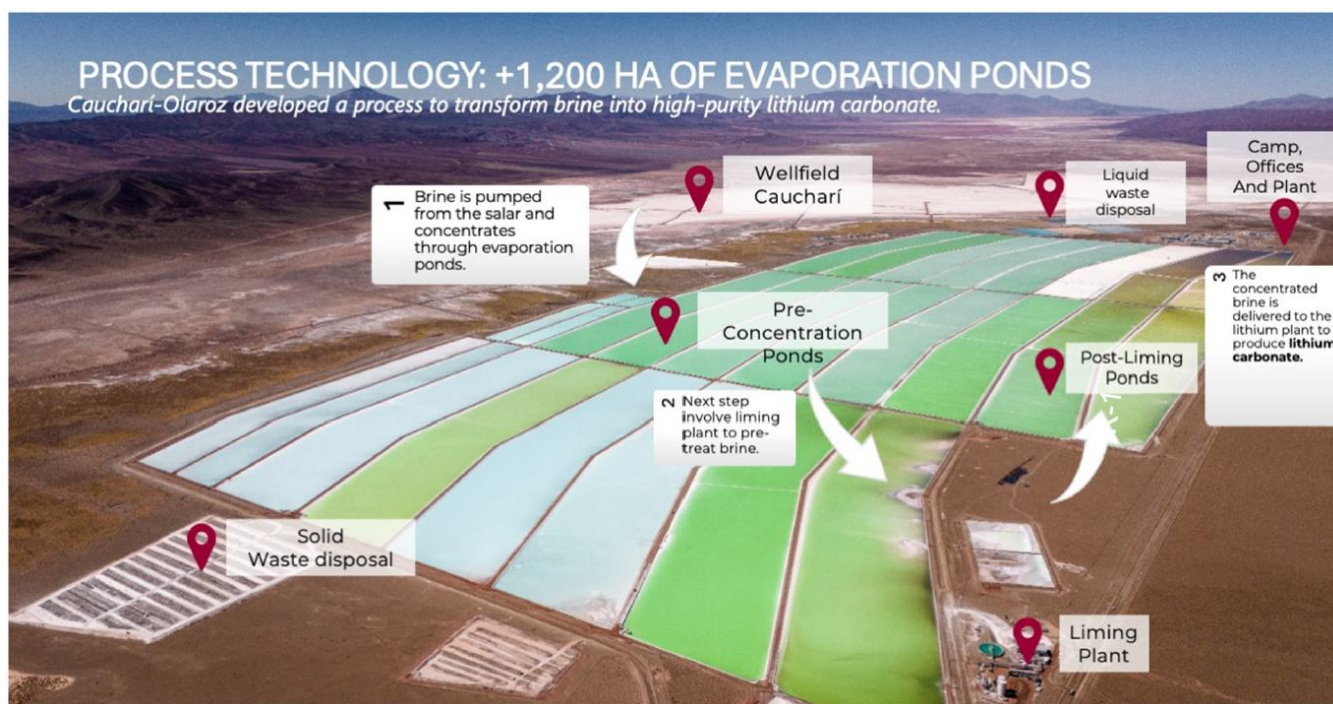 PROCESS TECHNOLOGY: +1,200 HA OF EVAPORATION PONDS
Cauchari-Olaroz developed a process to transform brine into high-purity lithium carbonate.
Camp,
Offices
And Plant
Wellfield
Caucharí
Liquid
waste
disposal
1
Brine is pumped
from the salar and
concentrates
through evaporation
ponds.
3
The
concentrated
brine is
delivered to the
lithium plant to
produce lithium
carbonate.
Pre-
Concentration
Ponds
Post-Liming
Ponds
2
Next step
involve liming
plant to pre-
treat brine.
Solid
Waste disposal
Liming
Plant